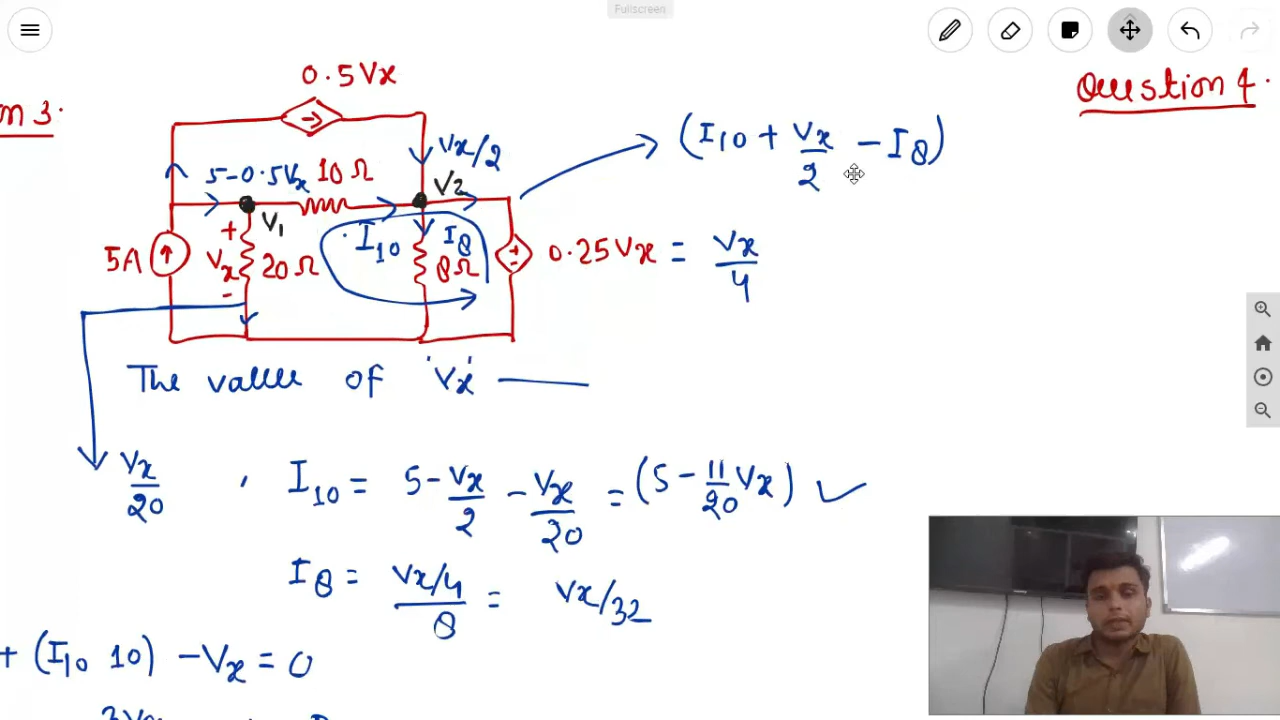 Fullscreen
n 3.
Question 4.
0.5Vx
Vx/2
(I10 + Vx/2 - I8)
5-0.5Vx
10Ω
V2
V1
+
Vx
-
5A
20Ω
I10
I8
8Ω
+
-
0.25Vx = Vx/4
The value of 'Vx' ——
Vx/20 , I10 = 5 - Vx/2 - Vx/20 = (5 - 11/20 Vx) ✓
I8 = Vx/4 / 8 = Vx/32
+ (I10 10) - Vx = 0